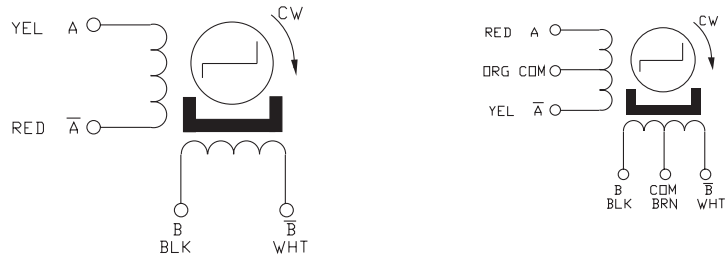 YEL A
CW
RED A̅
B
BLK
B̅
WHT
RED A
CW
ORG COM
YEL A̅
B
BLK
COM
BRN
B̅
WHT